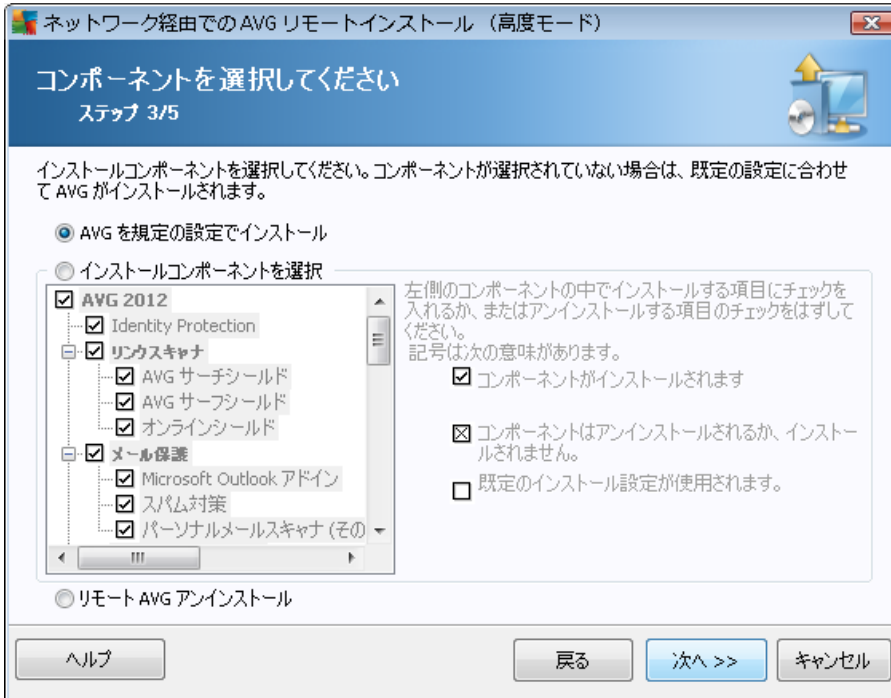 ネットワーク経由でのAVG リモートインストール （高度モード）
コンポーネントを選択してください
ステップ 3/5
インストールコンポーネントを選択してください。コンポーネントが選択されていない場合は、既定の設定に合わせ
て AVG がインストールされます。
AVG を規定の設定でインストール
インストールコンポーネントを選択
AVG 2012
Identity Protection
リンクスキャナ
AVG サーチシールド
AVG サーフシールド
オンラインシールド
メール保護
Microsoft Outlook アドイン
スパム対策
パーソナルメールスキャナ (その
左側のコンポーネントの中でインストールする項目にチェックを
入れるか、またはアンインストールする項目のチェックをはずして
ください。
記号は次の意味があります。
コンポーネントがインストールされます
コンポーネントはアンインストールされるか、インストー
ルされません。
既定のインストール設定が使用されます。
リモート AVG アンインストール
ヘルプ
戻る
次へ >>
キャンセル